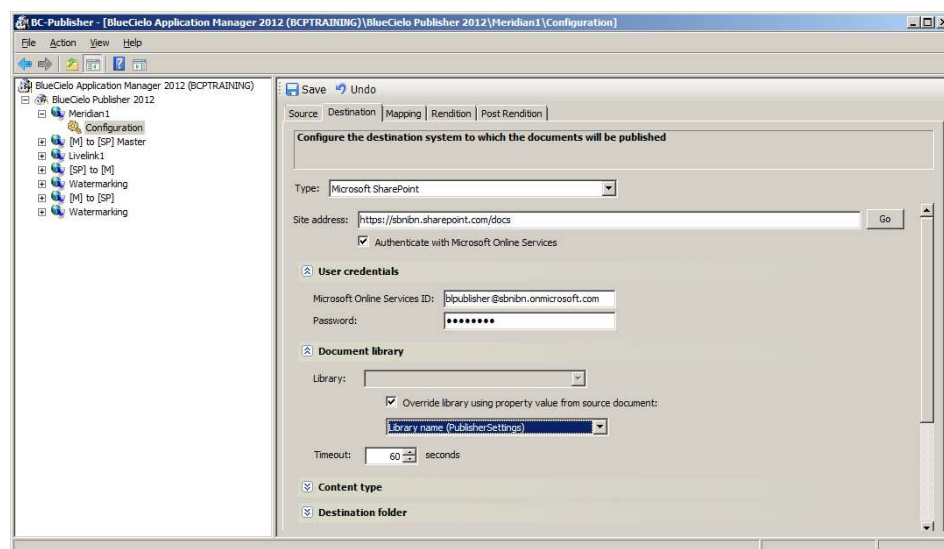 BC-Publisher - [BlueCielo Application Manager 2012 (BCPTRAINING)\BlueCielo Publisher 2012\Meridian1\Configuration]
File Action View Help
BlueCielo Application Manager 2012 (BCPTRAINING)
BlueCielo Publisher 2012
Meridian1
Configuration
[M] to [SP] Master
Livelink1
[SP] to [M]
Watermarking
[M] to [SP]
Watermarking
Save Undo
Source Destination Mapping Rendition Post Rendition
Configure the destination system to which the documents will be published
Type: Microsoft SharePoint
Site address: https://sbnibn.sharepoint.com/docs Go
Authenticate with Microsoft Online Services
User credentials
Microsoft Online Services ID: blpublisher@sbnibn.onmicrosoft.com
Password: ••••••••
Document library
Library:
Override library using property value from source document:
Library name (PublisherSettings)
Timeout: 60 seconds
Content type
Destination folder